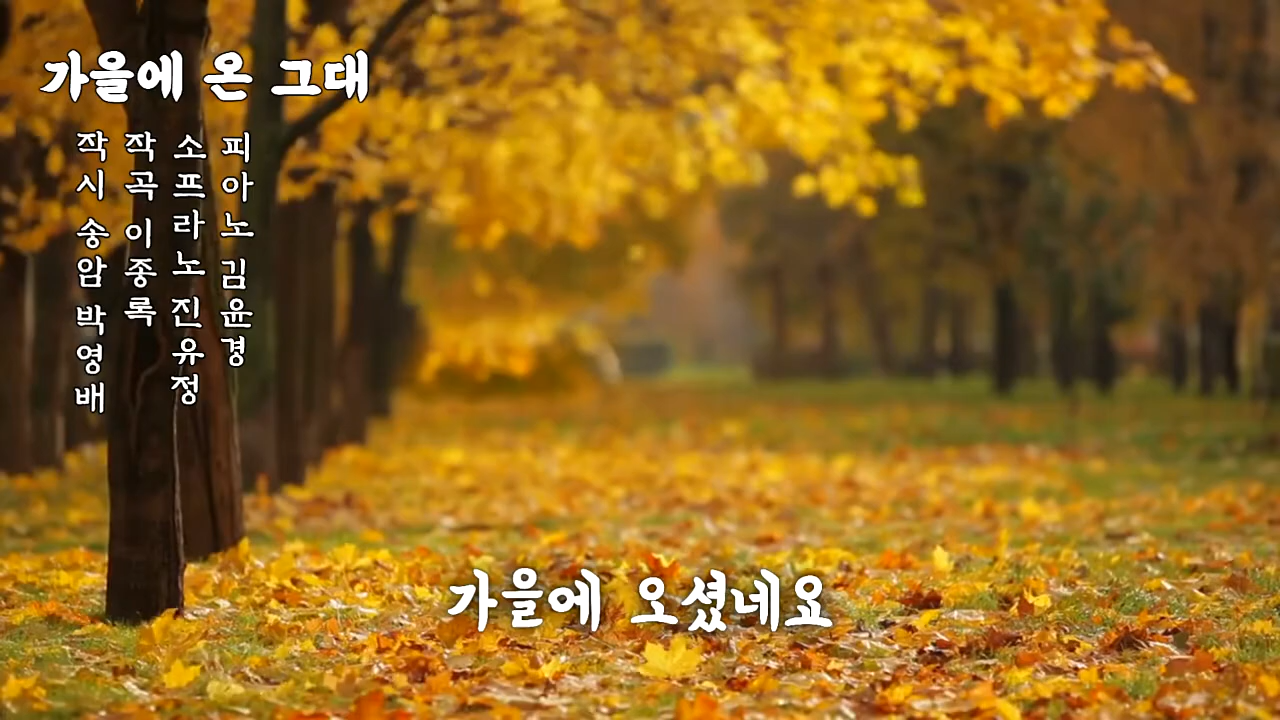 가을에 온 그대
작시 송암 박영배
작곡 이종록
소프라노 진유정
피아노 김윤경
가을에 오셨네요